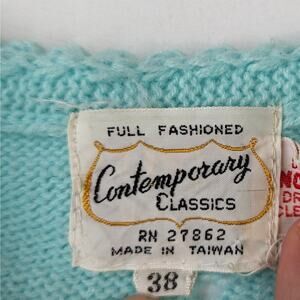 FULL FASHIONED
Contemporary
CLASSICS
RN 27862
MADE IN TAIWAN
38